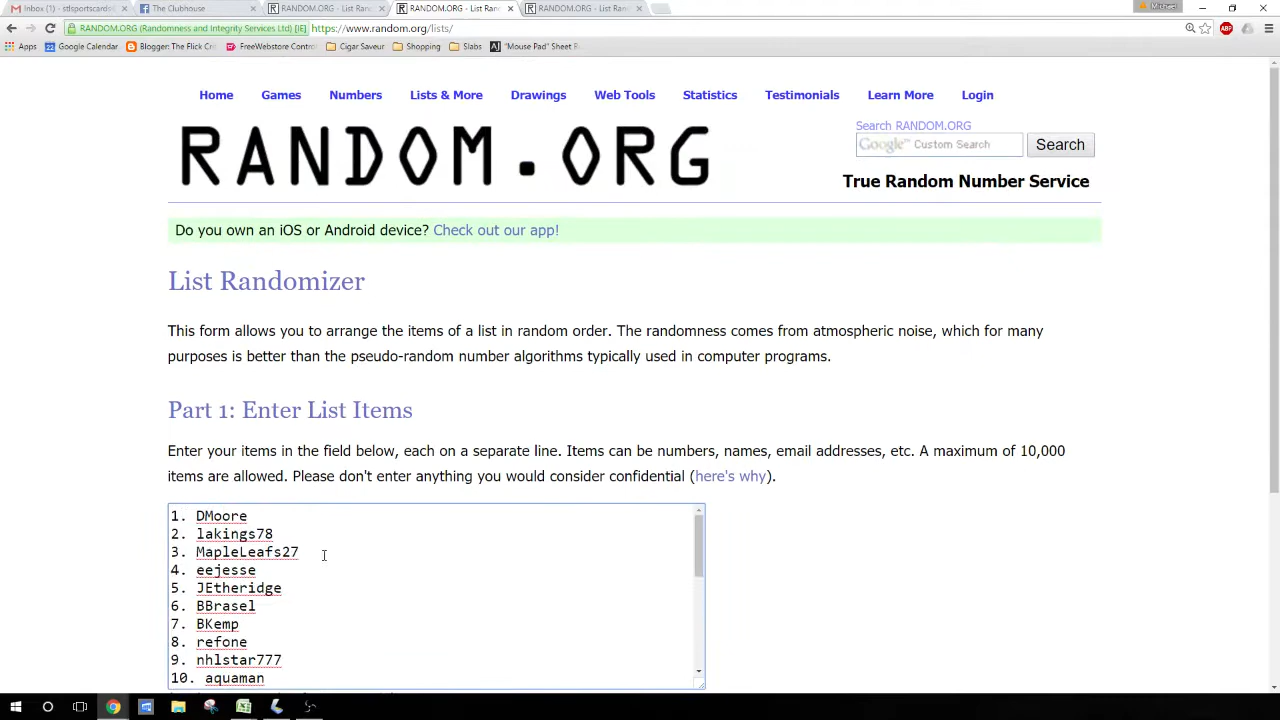 Inbox (1) - stlsportscards@
The Clubhouse
RANDOM.ORG - List Ran
RANDOM.ORG - List Ran
RANDOM.ORG - List Ran
Michael
RANDOM.ORG (Randomness and Integrity Services Ltd) [IE]
https://www.random.org/lists/
Apps
Google Calendar
Blogger: The Flick Cri
FreeWebstore Contro
Cigar Saveur
Shopping
Slabs
"Mouse Pad" Sheet R
Home Games Numbers Lists & More Drawings Web Tools Statistics Testimonials Learn More Login
RANDOM.ORG
Search RANDOM.ORG
Google™ Custom Search
Search
True Random Number Service
Do you own an iOS or Android device? Check out our app!
List Randomizer
This form allows you to arrange the items of a list in random order. The randomness comes from atmospheric noise, which for many
purposes is better than the pseudo-random number algorithms typically used in computer programs.
Part 1: Enter List Items
Enter your items in the field below, each on a separate line. Items can be numbers, names, email addresses, etc. A maximum of 10,000
items are allowed. Please don't enter anything you would consider confidential (here's why).
1. DMoore
2. lakings78
3. MapleLeafs27
4. eejesse
5. JEtheridge
6. BBrasel
7. BKemp
8. refone
9. nhlstar777
10. aquaman